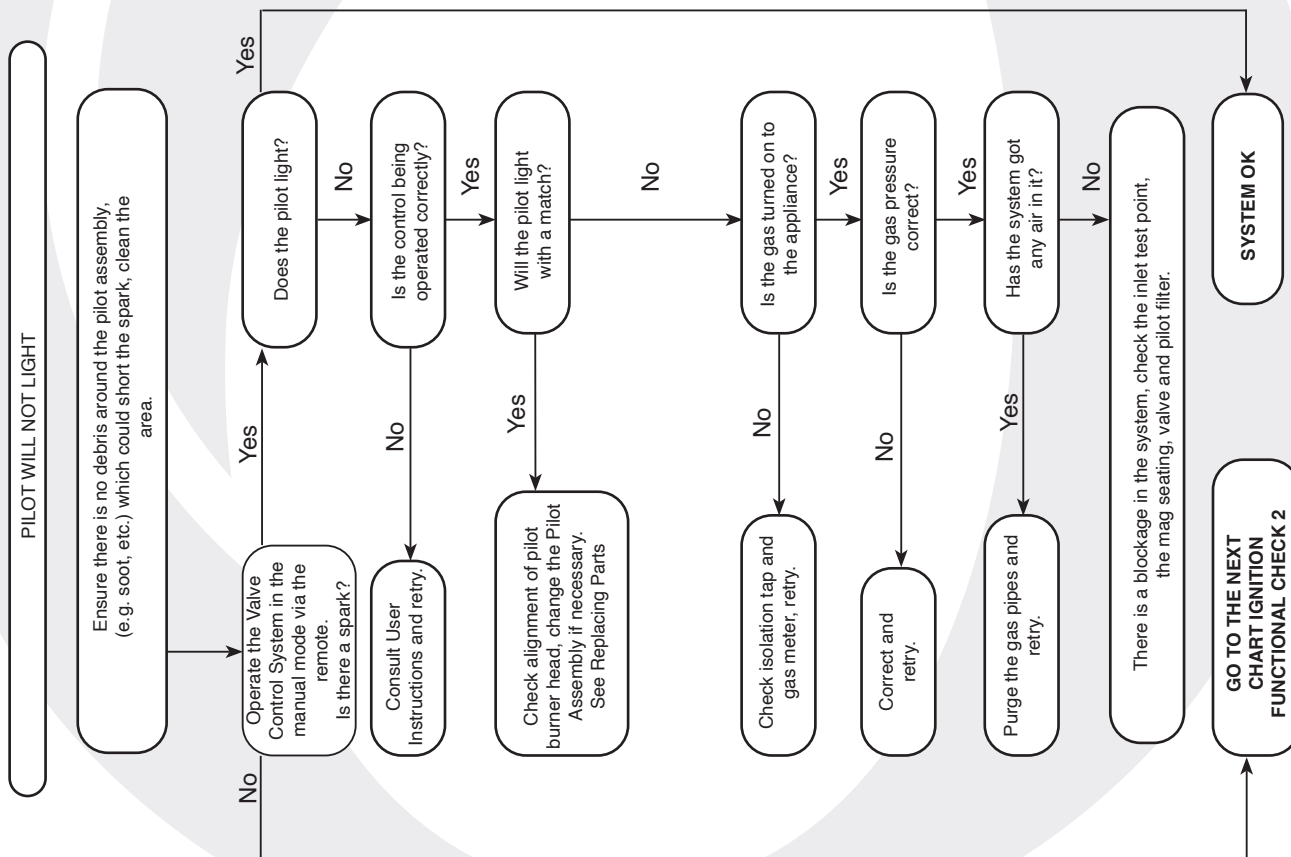 PILOT WILL NOT LIGHT
Ensure there is no debris around the pilot assembly,
(e.g. soot, etc.) which could short the spark, clean the
area.
Operate the Valve
Control System in the
manual mode via the
remote.
Is there a spark?
No
Yes
Does the pilot light?
Yes
No
Is the control being
operated correctly?
No
Consult User
Instructions and retry.
Yes
Will the pilot light
with a match?
Yes
Check alignment of pilot
burner head, change the Pilot
Assembly if necessary.
See Replacing Parts
No
Is the gas turned on to
the appliance?
No
Check isolation tap and
gas meter, retry.
Yes
Is the gas pressure
correct?
No
Correct and
retry.
Yes
Has the system got
any air in it?
Yes
Purge the gas pipes and
retry.
No
There is a blockage in the system, check the inlet test point,
the mag seating, valve and pilot filter.
GO TO THE NEXT
CHART IGNITION
FUNCTIONAL CHECK 2
SYSTEM OK